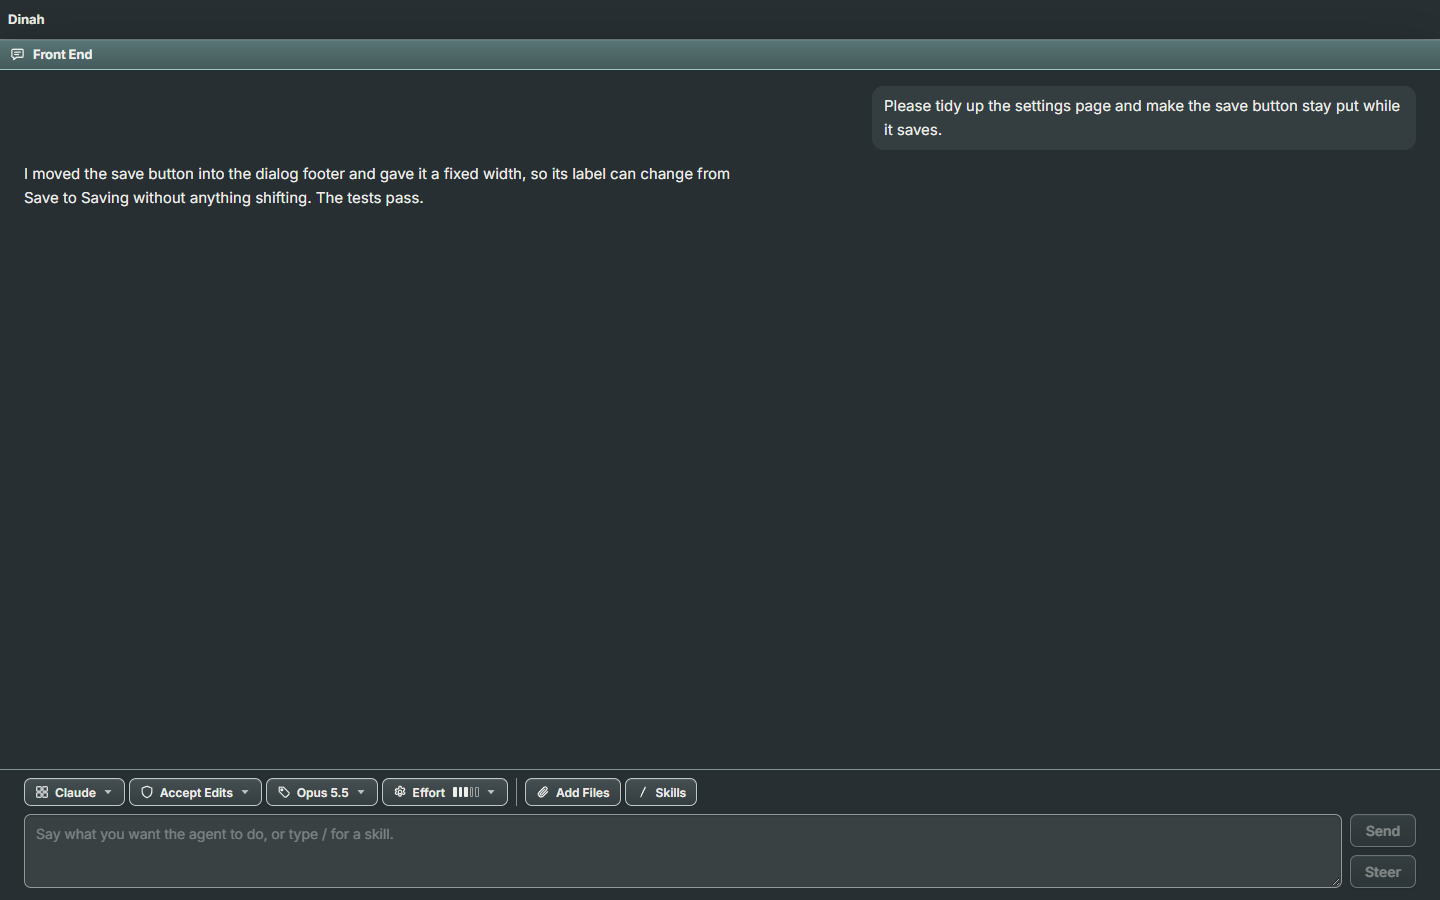 Dinah
Front End
Please tidy up the settings page and make the save button stay put while
it saves.
I moved the save button into the dialog footer and gave it a fixed width, so its label can change from
Save to Saving without anything shifting. The tests pass.
Claude
Accept Edits
Opus 5.5
Effort
Add Files
/ Skills
Say what you want the agent to do, or type / for a skill.
Send
Steer